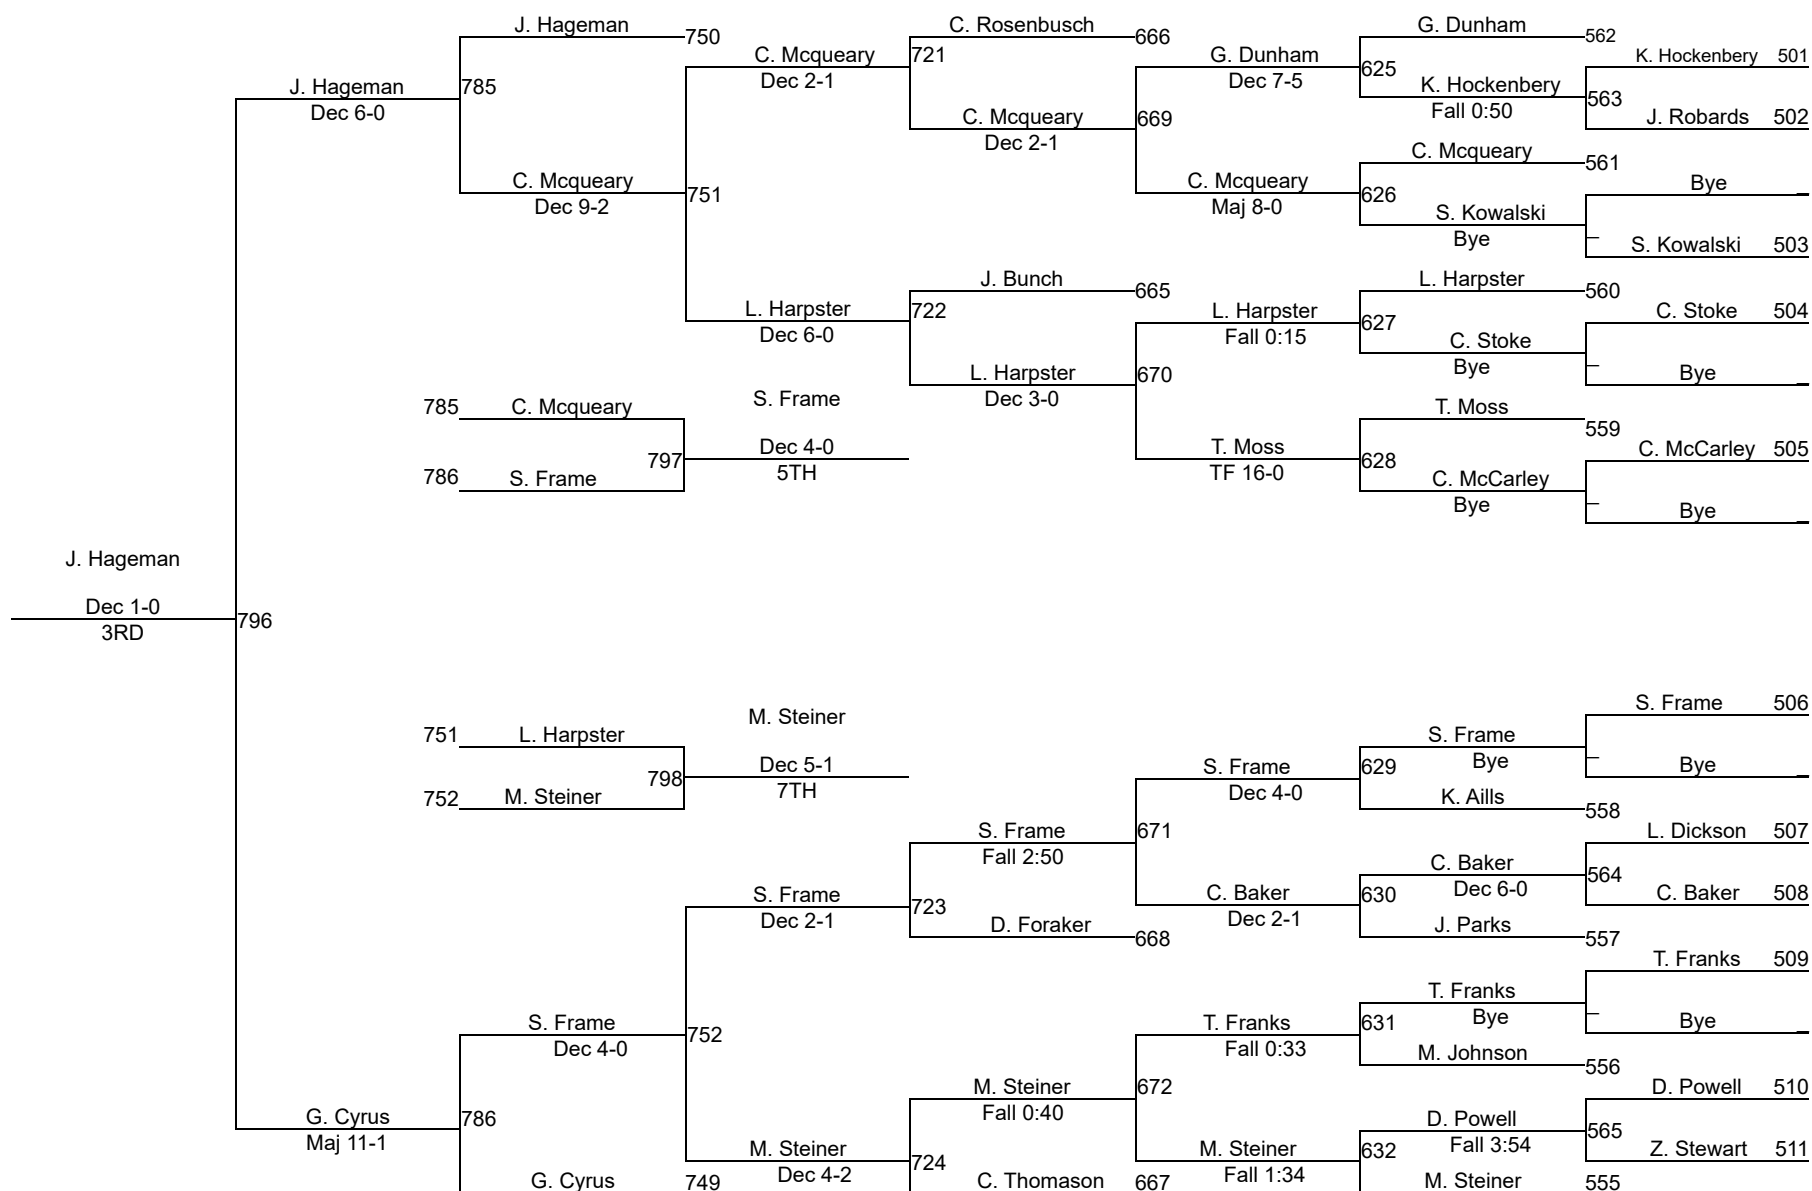 J. Hageman 750 C. Rosenbusch 666 G. Dunham 562
C. Mcqueary 721 G. Dunham K. Hockenbery 501
J. Hageman 785 Dec 2-1 Dec 7-5 625 K. Hockenbery 563
Dec 6-0 C. Mcqueary 669 Fall 0:50 J. Robards 502
Dec 2-1 C. Mcqueary 561
C. Mcqueary 751 C. Mcqueary 626 Bye _
Dec 9-2 Maj 8-0 S. Kowalski
Bye _ S. Kowalski 503
J. Bunch 665 L. Harpster 560
L. Harpster 722 L. Harpster 627 C. Stoke 504
Dec 6-0 Fall 0:15 C. Stoke
L. Harpster 670 Bye _ Bye _
S. Frame Dec 3-0
785 C. Mcqueary T. Moss 559
797 Dec 4-0 T. Moss 628 C. McCarley 505
786 S. Frame 5TH TF 16-0 C. McCarley
Bye _ Bye _
J. Hageman
Dec 1-0 796
3RD
S. Frame 506
M. Steiner
751 L. Harpster S. Frame
798 Dec 5-1 S. Frame 629 Bye _ Bye _
752 M. Steiner 7TH Dec 4-0 K. Aills 558
S. Frame 671 L. Dickson 507
Fall 2:50 C. Baker 564
S. Frame 723 C. Baker 630 Dec 6-0 C. Baker 508
Dec 2-1 D. Foraker 668 Dec 2-1 J. Parks 557
T. Franks 509
T. Franks
S. Frame 752 T. Franks 631 Bye _ Bye _
Dec 4-0 Fall 0:33 M. Johnson 556
M. Steiner 672 D. Powell 510
G. Cyrus 786 Fall 0:40 D. Powell 565
Maj 11-1 M. Steiner 724 M. Steiner 632 Fall 3:54 Z. Stewart 511
G. Cyrus 749 Dec 4-2 C. Thomason 667 Fall 1:34 M. Steiner 555